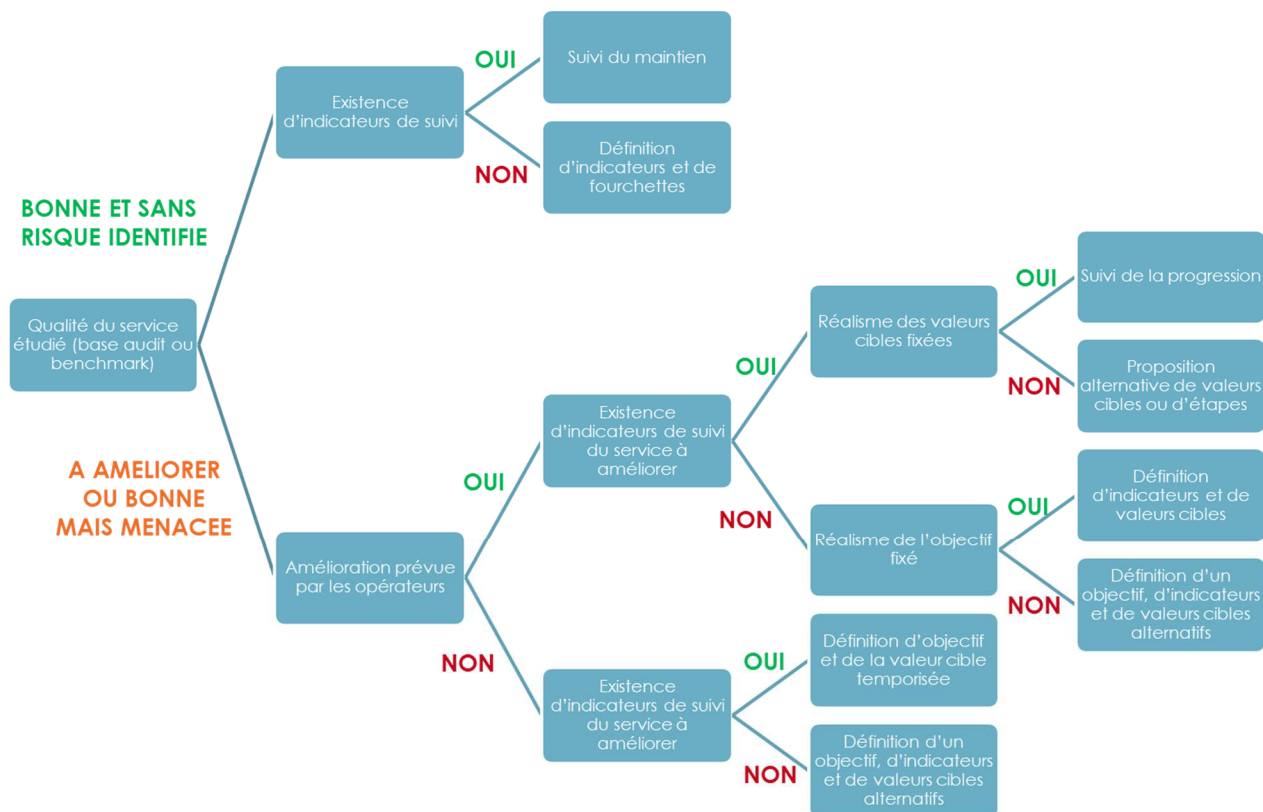 OUI
Suivi du maintien
Existence
d'indicateurs de suivi
NON
Définition
d'indicateurs et de
fourchettes
BONNE ET SANS
RISQUE IDENTIFIE
Qualité du service
étudié (base audit ou
benchmark)
A AMELIORER
OU BONNE
MAIS MENACEE
Amélioration prévue
par les opérateurs
OUI
Existence
d'indicateurs de suivi
du service à
améliorer
OUI
Réalisme des valeurs
cibles fixées
OUI
Suivi de la progression
NON
Proposition
alternative de valeurs
cibles ou d'étapes
NON
Réalisme de l'objectif
fixé
OUI
Définition
d'indicateurs et de
valeurs cibles
NON
Définition d'un
objectif, d'indicateurs
et de valeurs cibles
alternatifs
NON
Existence
d'indicateurs de suivi
du service à
améliorer
OUI
Définition d'objectif
et de la valeur cible
temporisée
NON
Définition d'un
objectif, d'indicateurs
et de valeurs cibles
alternatifs